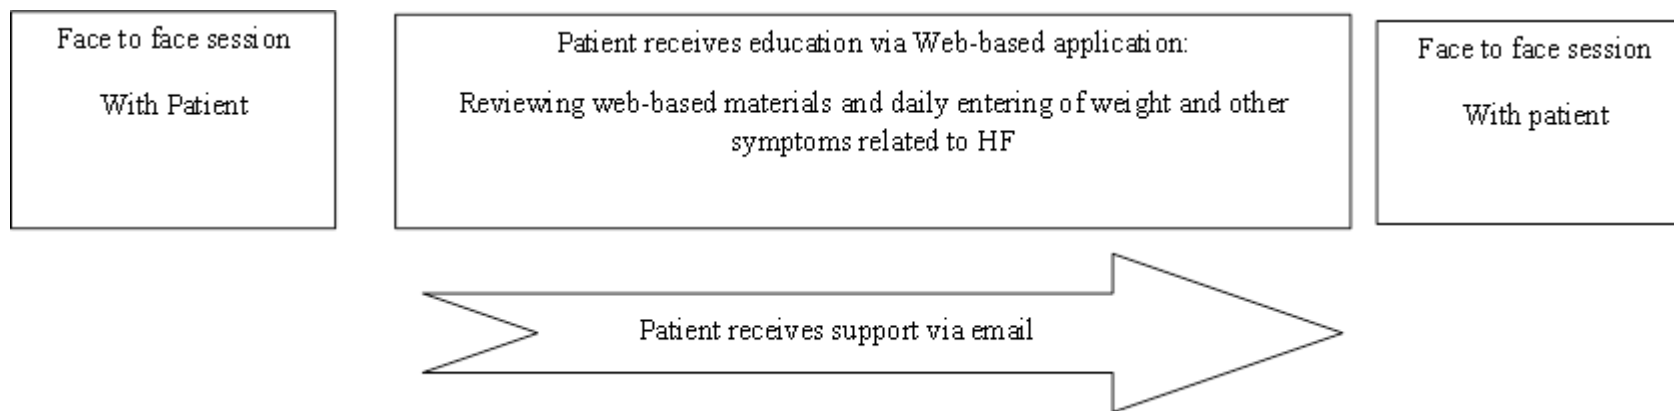 Face to face session
With Patient
Patient receives education via Web-based application:
Reviewing web-based materials and daily entering of weight and other
symptoms related to HF
Face to face session
With patient
Patient receives support via email